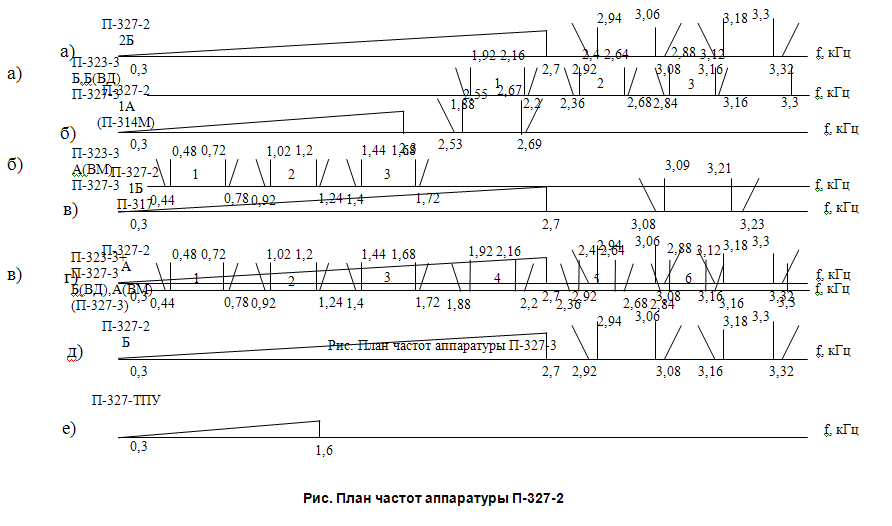 П-327-2
2Б
2,94 3,06 3,18 3,3
а) 0,3 2,7 2,92 3,08 3,16 3,32 f, кГц
П-323-3
Б,Б(ВД)
П-327-3
1,92 2,16 2,4 2,64 2,88 3,12
а) 1 2 3
1,88 2,2 2,36 2,68 2,84 3,16 3,3 f, кГц
П-327-2
1А
(П-314М)
2,55 2,67
б) 0,3 2,3 2,53 2,69 f, кГц
П-323-3
А(ВМ)
П-327-3
0,48 0,72 1,02 1,2 1,44 1,68
б) 1 2 3
0,44 0,78 0,92 1,24 1,4 1,72 f, кГц
П-327-2
1Б
П-317
3,09 3,21
в) 0,3 2,7 3,08 3,23 f, кГц
П-323-3+
П-327-3
Б(ВД),А(ВМ)
(П-327-3)
0,48 0,72 1,02 1,2 1,44 1,68 1,92 2,16 2,4 2,64 2,88 3,12
в) 1 2 3 4 5 6
0,44 0,78 0,92 1,24 1,4 1,72 1,88 2,2 2,36 2,68 2,84 3,16 3,3 f, кГц
П-327-2
А
2,94 3,06 3,18 3,3
г) 0,3 2,7 2,92 3,08 3,16 3,32 f, кГц
П-327-2
Б
2,94 3,06 3,18 3,3
д) 2,7 2,92 3,08 3,16 3,32 f, кГц
0,3
Рис. План частот аппаратуры П-327-3
П-327-ТПУ
е) 0,3 1,6 f, кГц
Рис. План частот аппаратуры П-327-2